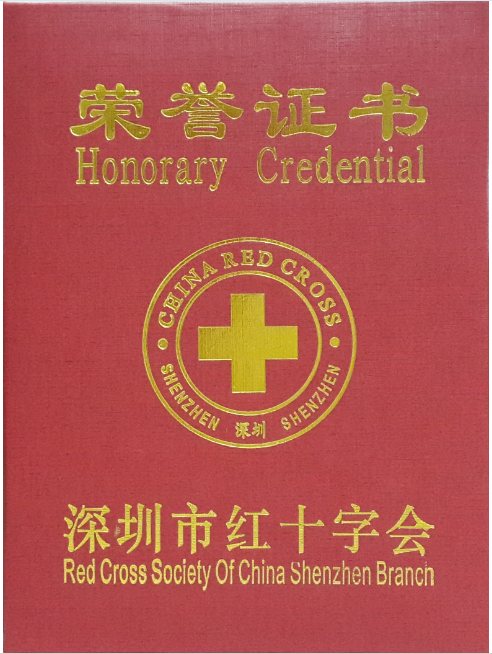 荣誉证书
Honorary Credential
CHINA RED CROSS
SHENZHEN 深圳 SHENZHEN
深圳市红十字会
Red Cross Society Of China Shenzhen Branch